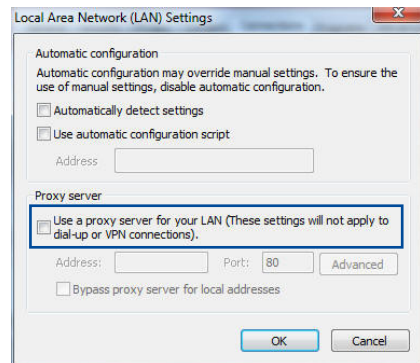 Local Area Network (LAN) Settings
Automatic configuration
Automatic configuration may override manual settings. To ensure the
use of manual settings, disable automatic configuration.
Automatically detect settings
Use automatic configuration script
Address
Proxy server
Use a proxy server for your LAN (These settings will not apply to
dial-up or VPN connections).
Address:
Port: 80 Advanced
Bypass proxy server for local addresses
OK Cancel